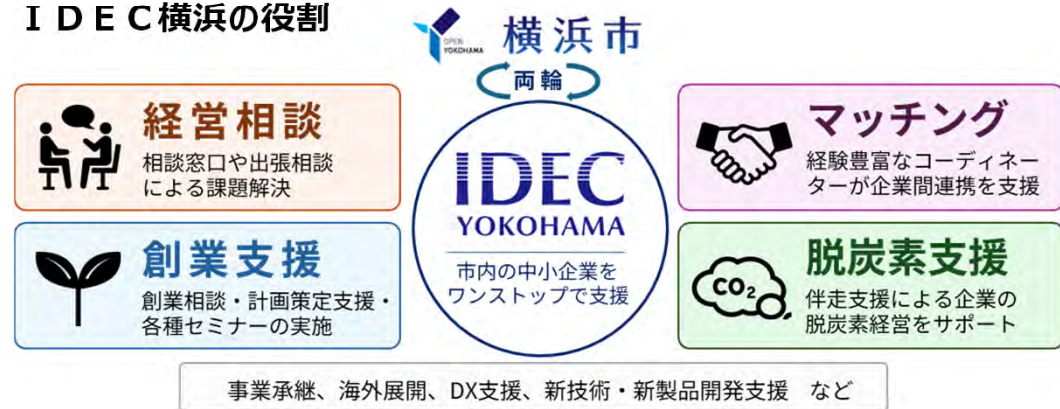 ＩＤＥＣ横浜の役割
OPEN
YOKOHAMA
横浜市
両輪
経営相談
相談窓口や出張相談
による課題解決
創業支援
創業相談・計画策定支援・
各種セミナーの実施
IDEC
YOKOHAMA
市内の中小企業を
ワンストップで支援
マッチング
経験豊富なコーディネー
ターが企業間連携を支援
脱炭素支援
CO₂
伴走支援による企業の
脱炭素経営をサポート
事業承継、海外展開、DX支援、新技術・新製品開発支援　など